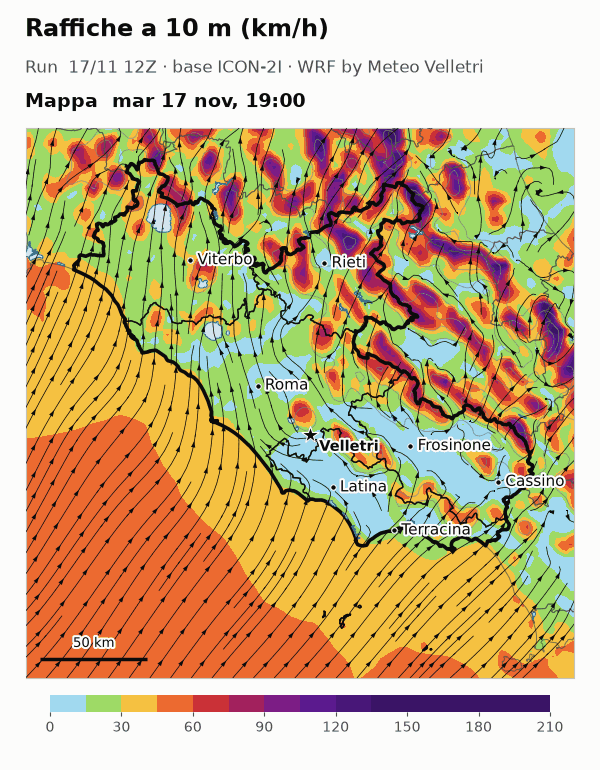 Raffiche a 10 m (km/h)
Run 17/11 12Z · base ICON-2I · WRF by Meteo Velletri
Mappa mar 17 nov, 19:00
Viterbo
Rieti
Roma
Velletri
Frosinone
Latina
Cassino
Terracina
50 km
0 30 60 90 120 150 180 210